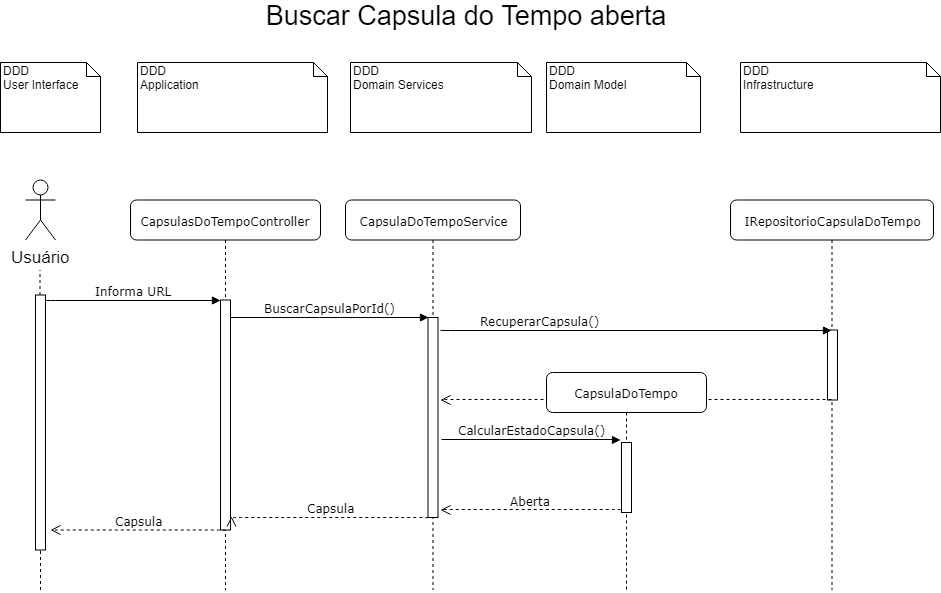 Buscar Capsula do Tempo aberta
DDD
User Interface
DDD
Application
DDD
Domain Services
DDD
Domain Model
DDD
Infrastructure
Usuário
CapsulasDoTempoController
CapsulaDoTempoService
IRepositorioCapsulaDoTempo
Informa URL
BuscarCapsulaPorId()
RecuperarCapsula()
CapsulaDoTempo
CalcularEstadoCapsula()
Aberta
Capsula
Capsula